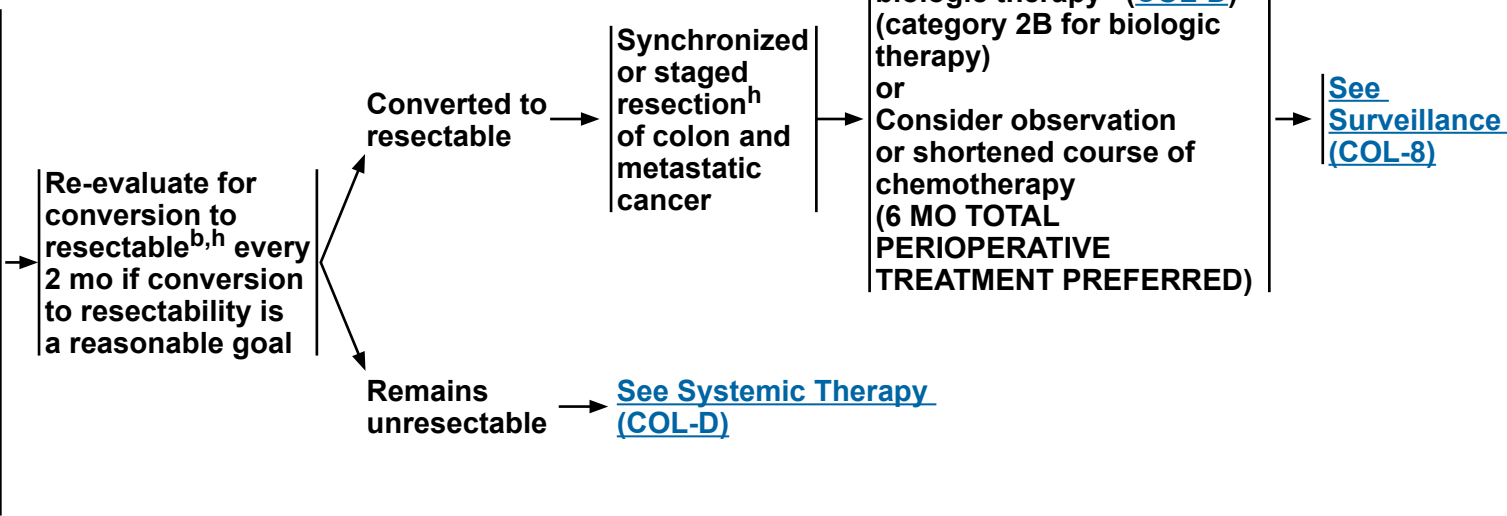 Re-evaluate for
conversion to
resectableb,h every
2 mo if conversion
to resectability is
a reasonable goal
Converted to
resectable
Synchronized
or staged
resectionh
of colon and
metastatic
cancer
biologic therapy (COL-D)
(category 2B for biologic
therapy)
or
Consider observation
or shortened course of
chemotherapy
(6 MO TOTAL
PERIOPERATIVE
TREATMENT PREFERRED)
See
Surveillance
(COL-8)
Remains
unresectable
See Systemic Therapy
(COL-D)